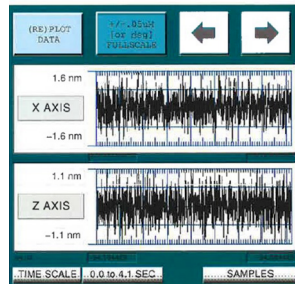 (RE)PLOT
DATA
+/-.05uM
[or deg]
FULLSCALE
1.6 nm
X AXIS
−1.6 nm
1.1 nm
Z AXIS
−1.1 nm
TIME SCALE 0.0 to 4.1 SEC SAMPLES